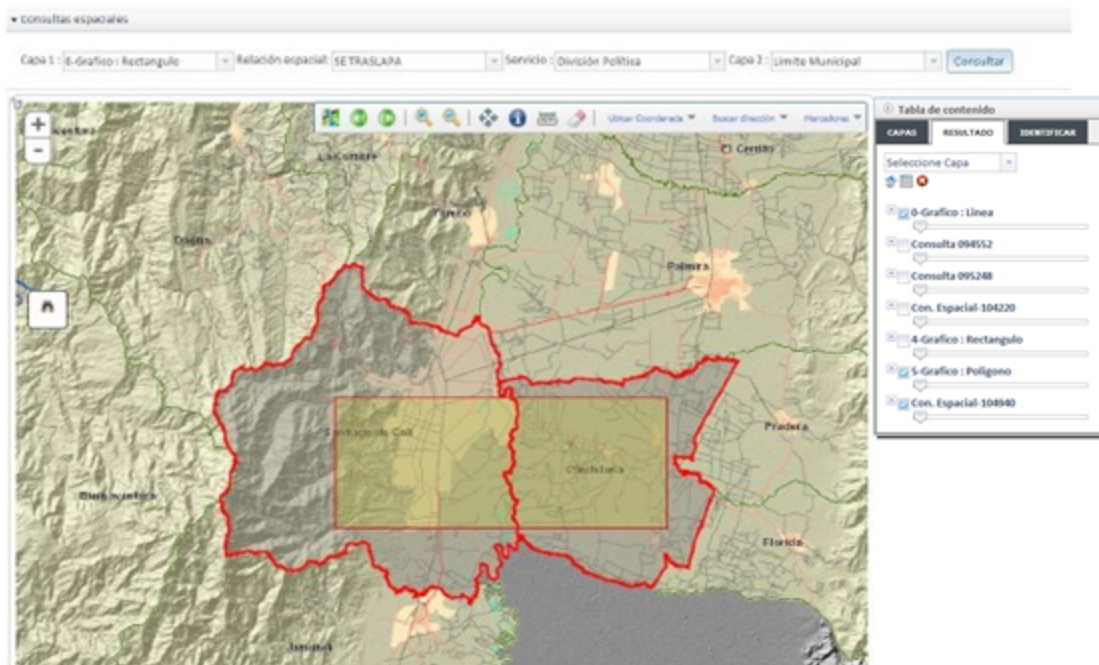 Consultas espaciales
Capa 1 : 0-Grafico : Rectangulo Relación espacial: SE TRASLAPA Servicio : División Política Capa 2 : Limite Municipal Consultar
Ubicar Coordenada Buscar dirección Marcadores
La Cumbre
El Cerrito
Yumbo
Dagua
Palmira
Santiago de Cali
Candelaria
Pradera
Buenaventura
Florida
Jamundí
Tabla de contenido
CAPAS RESULTADO IDENTIFICAR
Seleccione Capa
0-Grafico : Linea
Consulta 094552
Consulta 095248
Con. Espacial-104220
4-Grafico : Rectangulo
5-Grafico : Poligono
Con. Espacial-104940